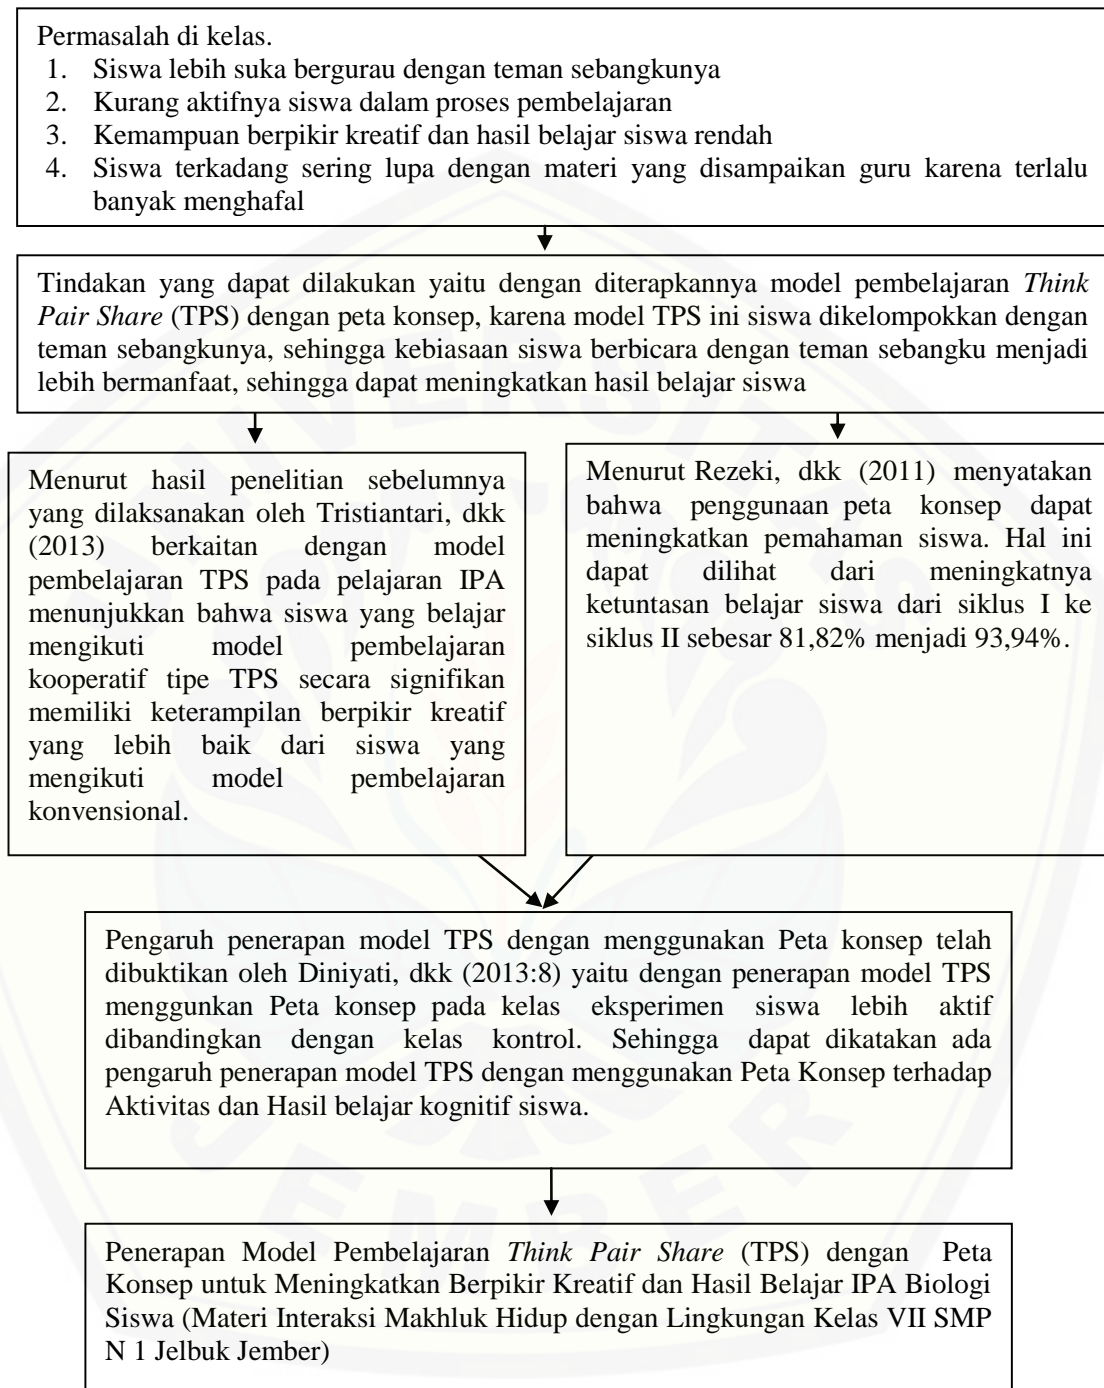 Permasalah di kelas.
1. Siswa lebih suka bergurau dengan teman sebangkunya
2. Kurang aktifnya siswa dalam proses pembelajaran
3. Kemampuan berpikir kreatif dan hasil belajar siswa rendah
4. Siswa terkadang sering lupa dengan materi yang disampaikan guru karena terlalu
banyak menghafal
Tindakan yang dapat dilakukan yaitu dengan diterapkannya model pembelajaran Think
Pair Share (TPS) dengan peta konsep, karena model TPS ini siswa dikelompokkan dengan
teman sebangkunya, sehingga kebiasaan siswa berbicara dengan teman sebangku menjadi
lebih bermanfaat, sehingga dapat meningkatkan hasil belajar siswa
Menurut hasil penelitian sebelumnya
yang dilaksanakan oleh Tristiantari, dkk
(2013) berkaitan dengan model
pembelajaran TPS pada pelajaran IPA
menunjukkan bahwa siswa yang belajar
mengikuti model pembelajaran
kooperatif tipe TPS secara signifikan
memiliki keterampilan berpikir kreatif
yang lebih baik dari siswa yang
mengikuti model pembelajaran
konvensional.
Menurut Rezeki, dkk (2011) menyatakan
bahwa penggunaan peta konsep dapat
meningkatkan pemahaman siswa. Hal ini
dapat dilihat dari meningkatnya
ketuntasan belajar siswa dari siklus I ke
siklus II sebesar 81,82% menjadi 93,94%.
Pengaruh penerapan model TPS dengan menggunakan Peta konsep telah
dibuktikan oleh Diniyati, dkk (2013:8) yaitu dengan penerapan model TPS
menggunkan Peta konsep pada kelas eksperimen siswa lebih aktif
dibandingkan dengan kelas kontrol. Sehingga dapat dikatakan ada
pengaruh penerapan model TPS dengan menggunakan Peta Konsep terhadap
Aktivitas dan Hasil belajar kognitif siswa.
Penerapan Model Pembelajaran Think Pair Share (TPS) dengan Peta
Konsep untuk Meningkatkan Berpikir Kreatif dan Hasil Belajar IPA Biologi
Siswa (Materi Interaksi Makhluk Hidup dengan Lingkungan Kelas VII SMP
N 1 Jelbuk Jember)
UNIVERSITAS
JEMBER